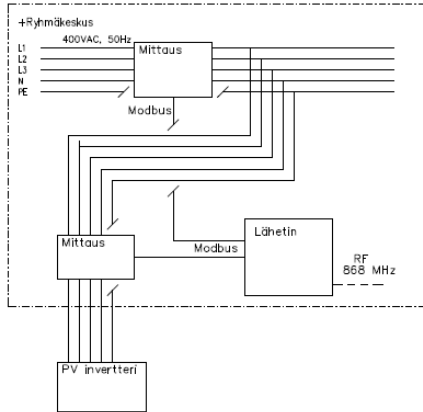 +Ryhmäkeskus
L1
400VAC, 50Hz
L2
L3
N
PE
Mittaus
Modbus
Mittaus
Modbus
Lähetin
RF
868 MHz
PV invertteri